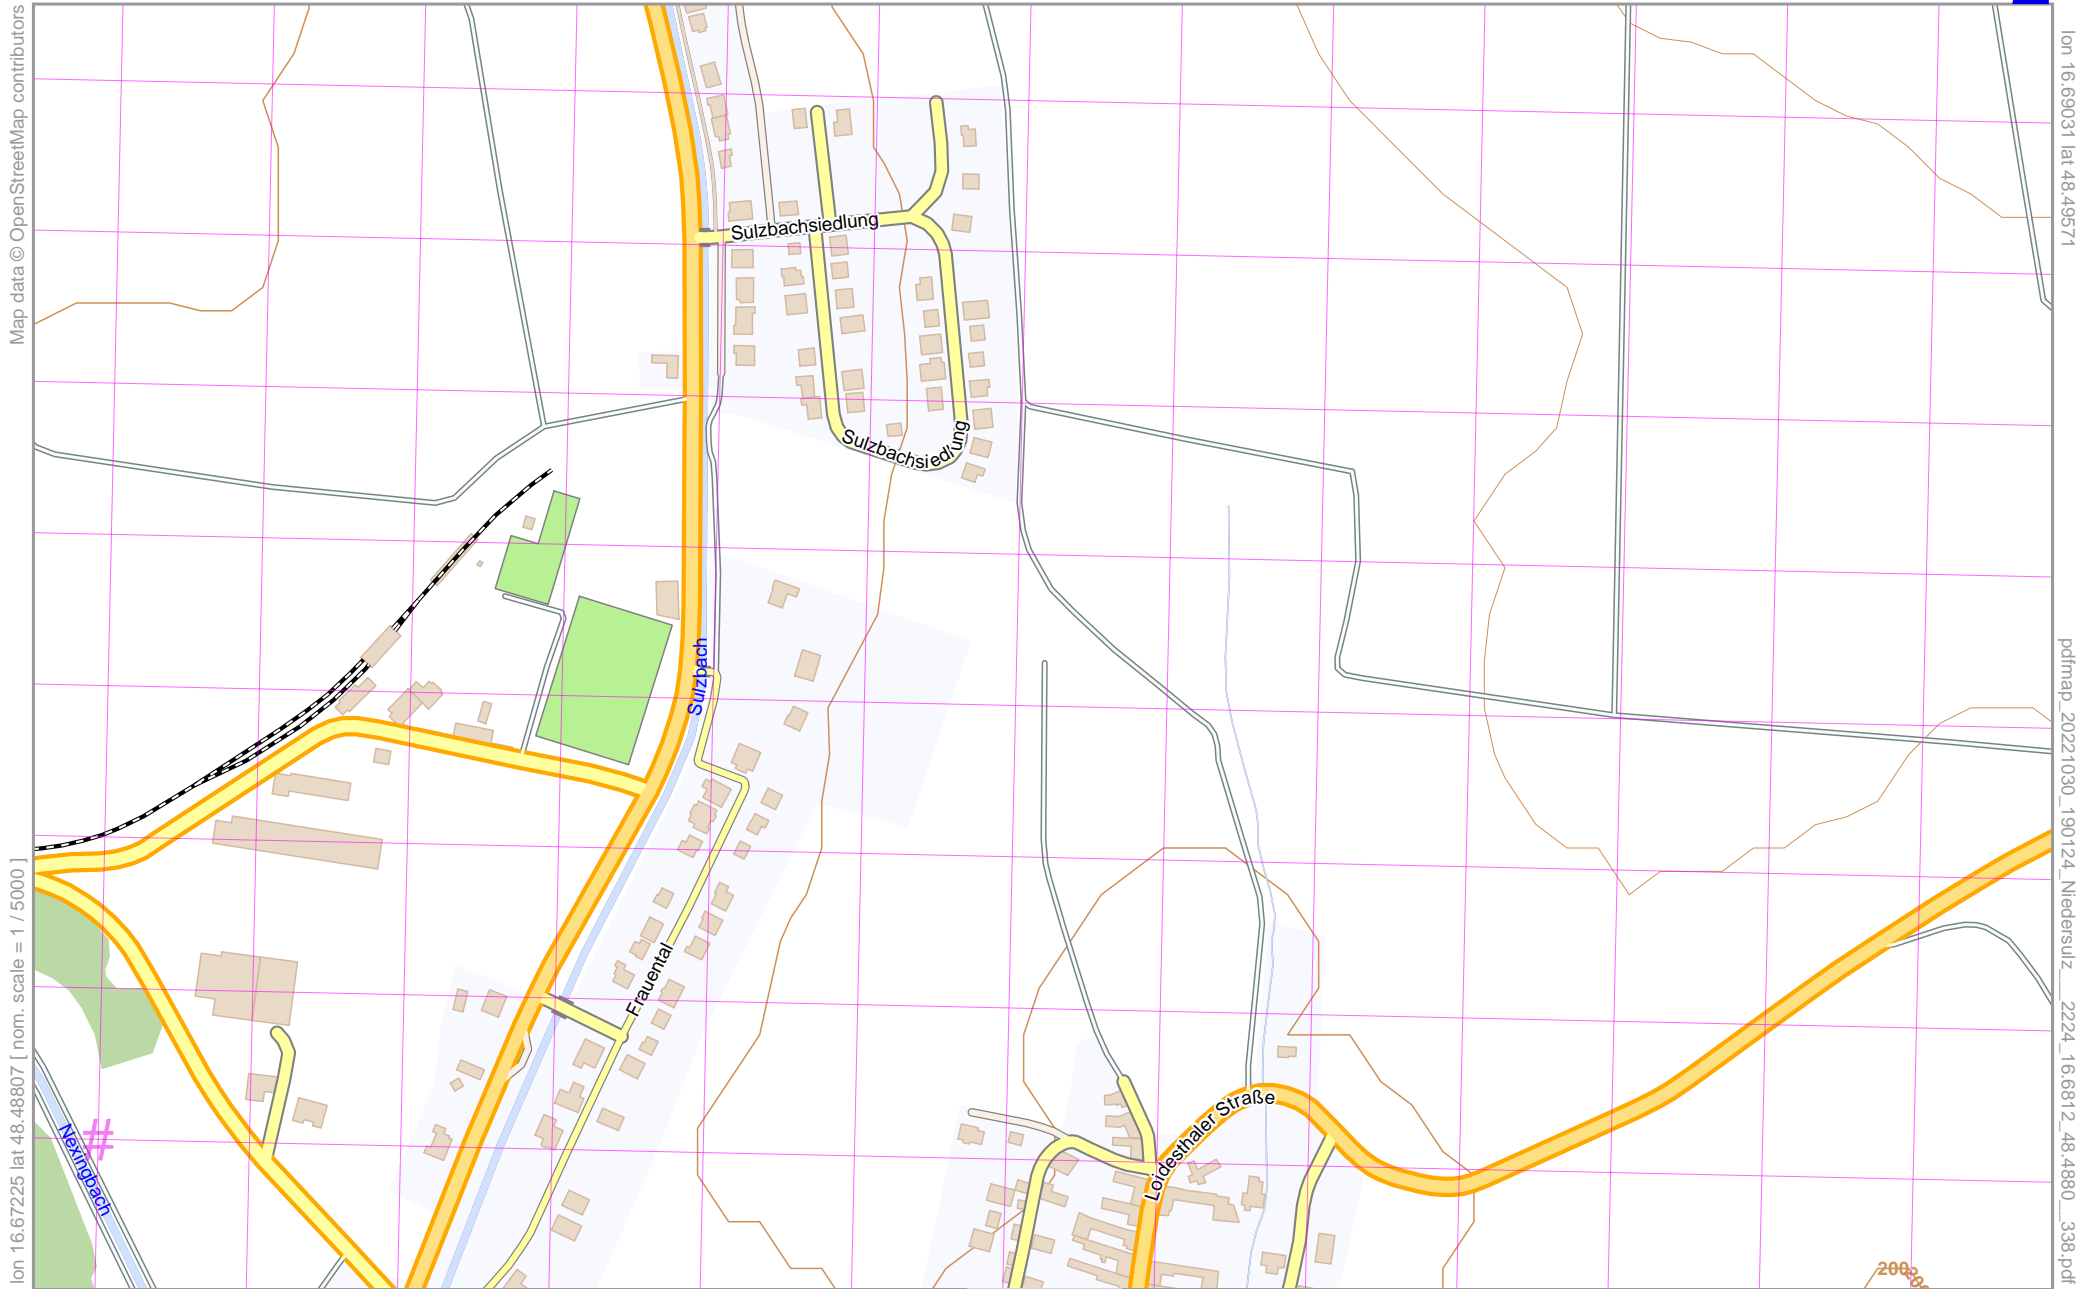 Map data © OpenStreetMap contributors
lon 16.67225 lat 48.48807 [ nom. scale = 1 / 5000 ]
lon 16.69031 lat 48.49571
pdfmap_20221030_190124_Niedersulz__2224_16.6812_48.4880__38.pdf
Sulzbachsiedlung
Sulzbachsiedlung
Sulzbach
Frauental
Loidesthaler Straße
Nexingbach
#
200